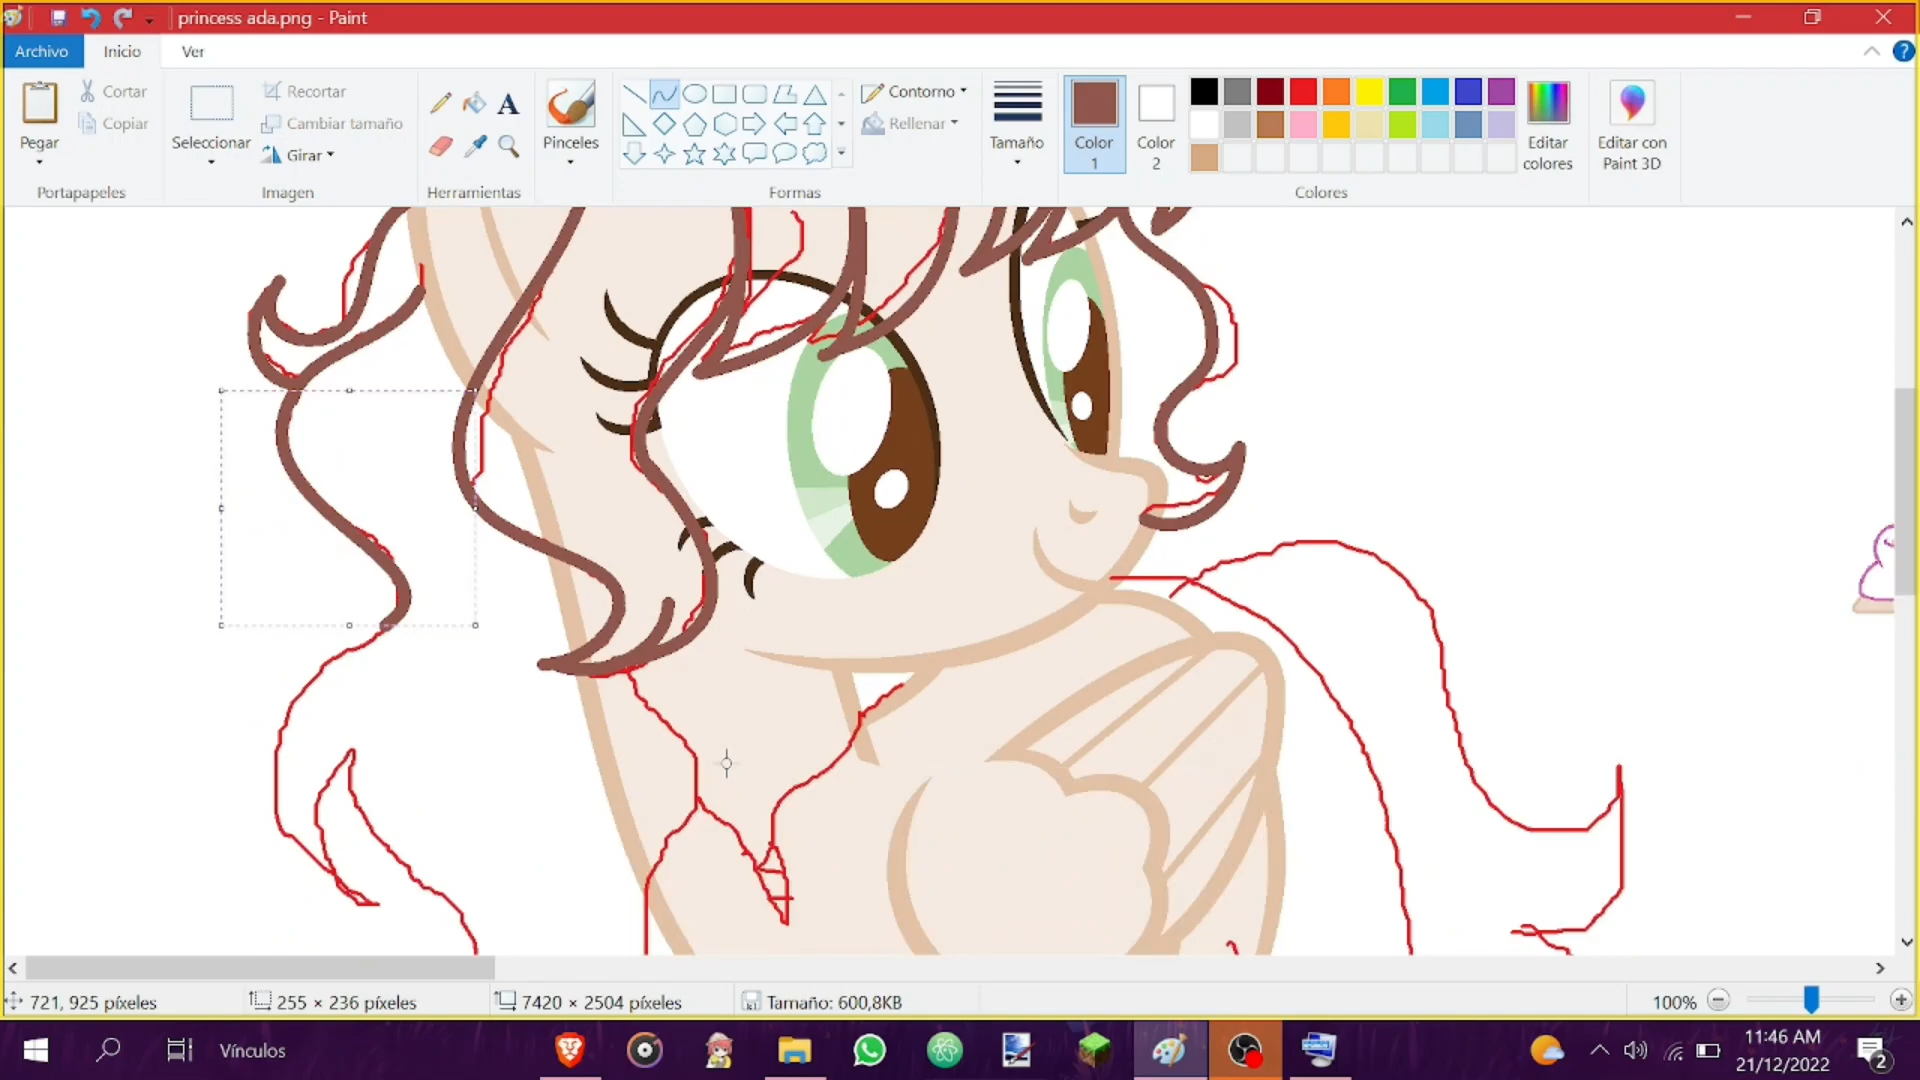 princess ada.png - Paint
Archivo Inicio Ver
Pegar
Cortar
Copiar
Portapapeles
Seleccionar
Recortar
Cambiar tamaño
Girar
Imagen
A
Herramientas
Pinceles
Formas
Contorno
Rellenar
Tamaño
Color 1
Color 2
Colores
Editar colores
Editar con Paint 3D
721, 925 píxeles
255 × 236 píxeles
7420 × 2504 píxeles
Tamaño: 600,8KB
100%
Vínculos
11:46 AM
21/12/2022
2